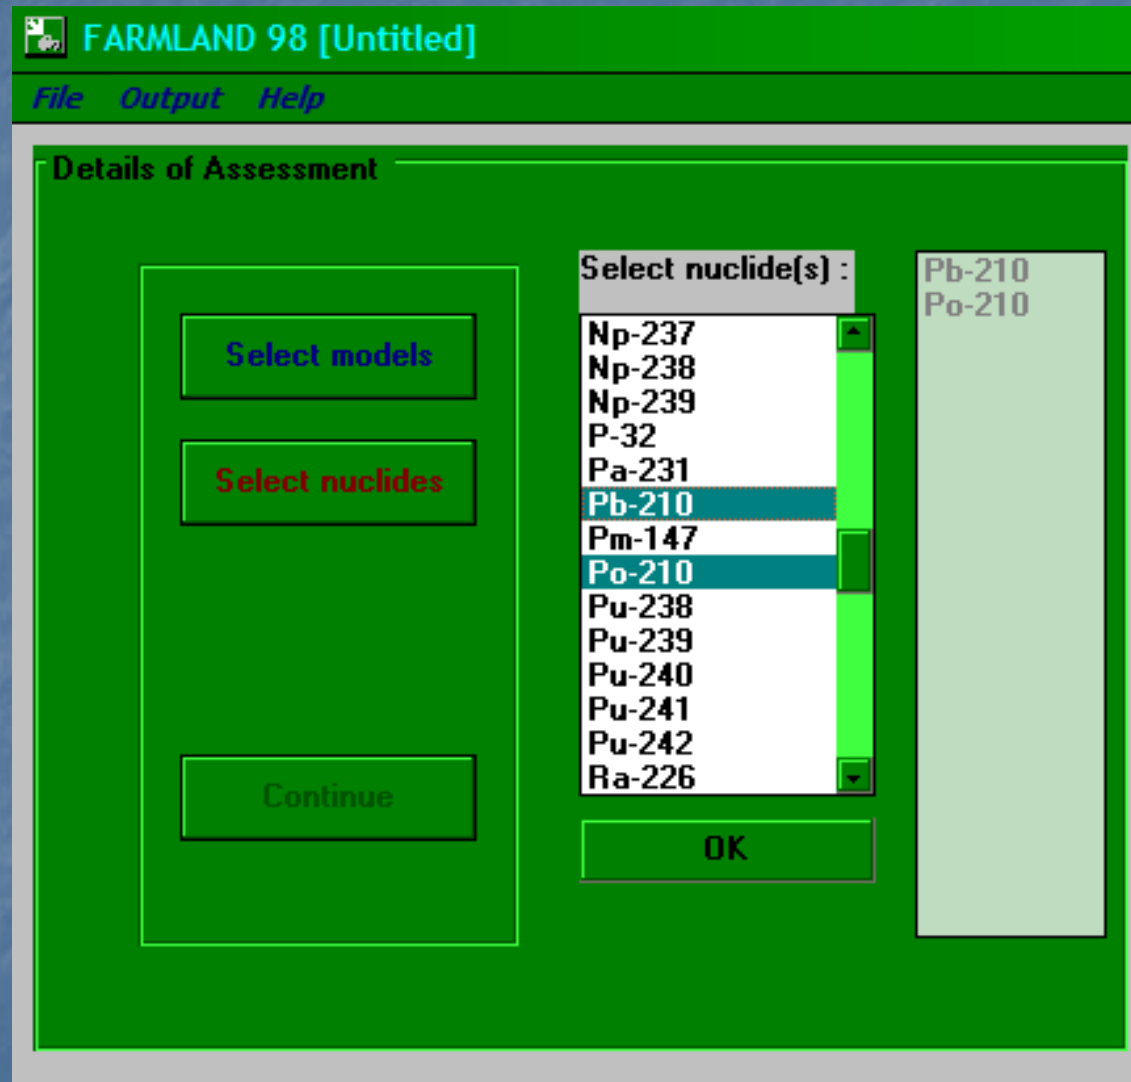 FARMLAND 98 [Untitled]
File Output Help
Details of Assessment
Select models
Select nuclides
Continue
Select nuclide(s) :
Np-237
Np-238
Np-239
P-32
Pa-231
Pb-210
Pm-147
Po-210
Pu-238
Pu-239
Pu-240
Pu-241
Pu-242
Ra-226
OK
Pb-210
Po-210